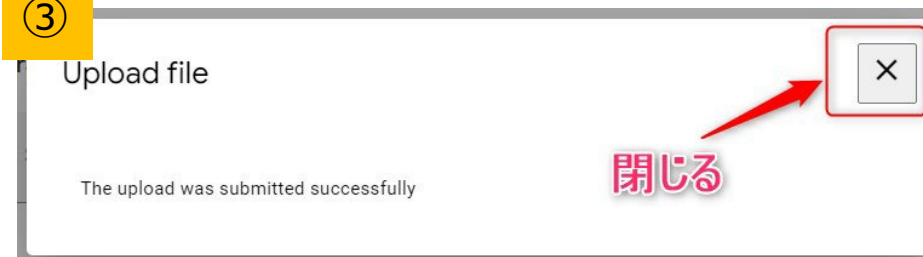 ③
Upload file
×
閉じる
The upload was submitted successfully